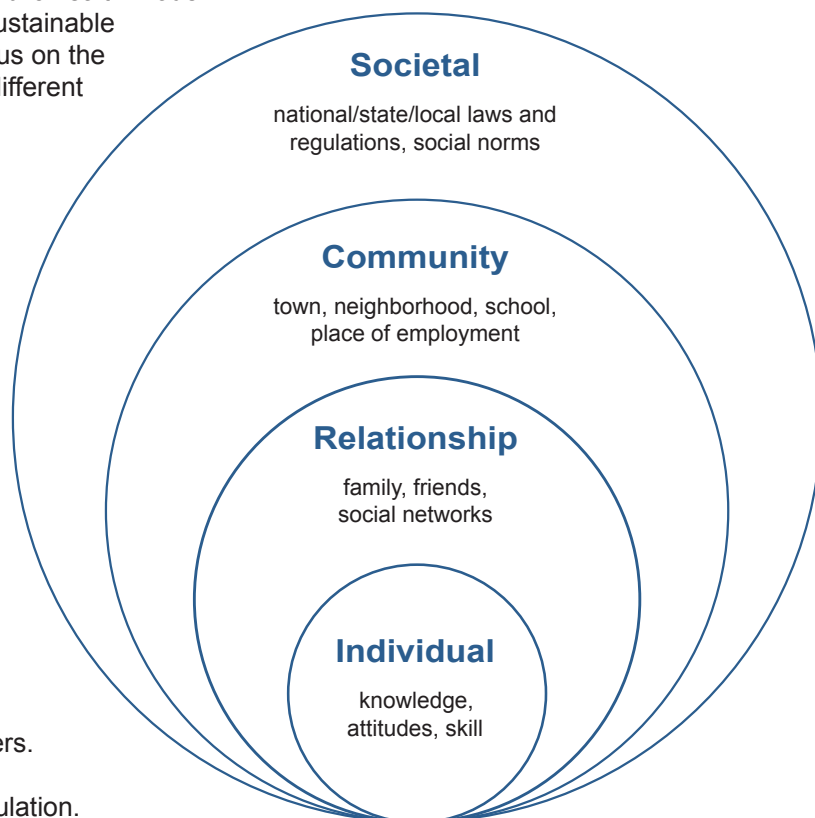 ustainable
us on the
ifferent
Societal
national/state/local laws and
regulations, social norms
Community
town, neighborhood, school,
place of employment
Relationship
family, friends,
social networks
Individual
knowledge,
attitudes, skill
ers.
ulation.